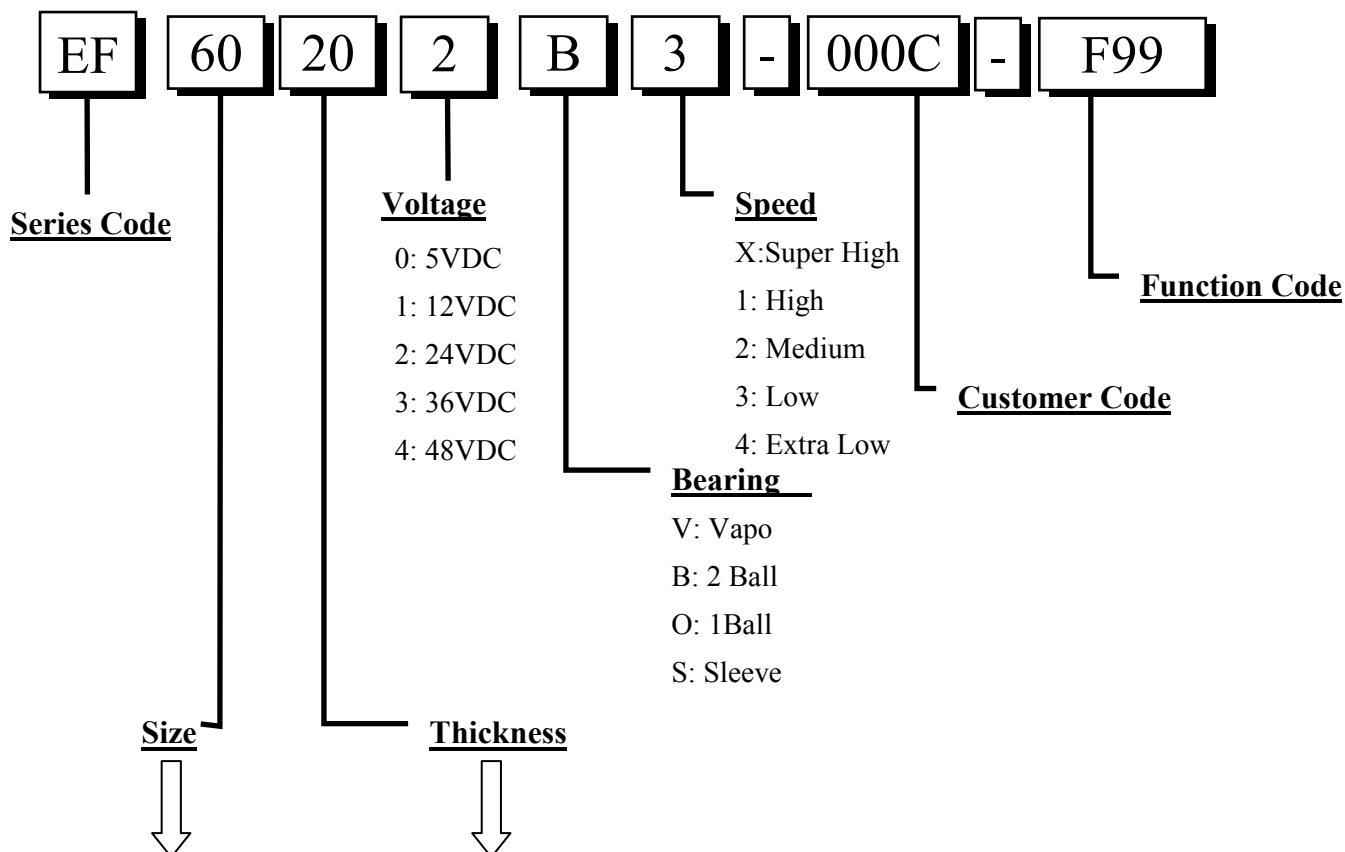 EF 60 20 2 B 3 - 000C - F99
Series Code
Voltage
0: 5VDC
1: 12VDC
2: 24VDC
3: 36VDC
4: 48VDC
Speed
X:Super High
1: High
2: Medium
3: Low
4: Extra Low
Function Code
Customer Code
Bearing
V: Vapo
B: 2 Ball
O: 1Ball
S: Sleeve
Size
Thickness